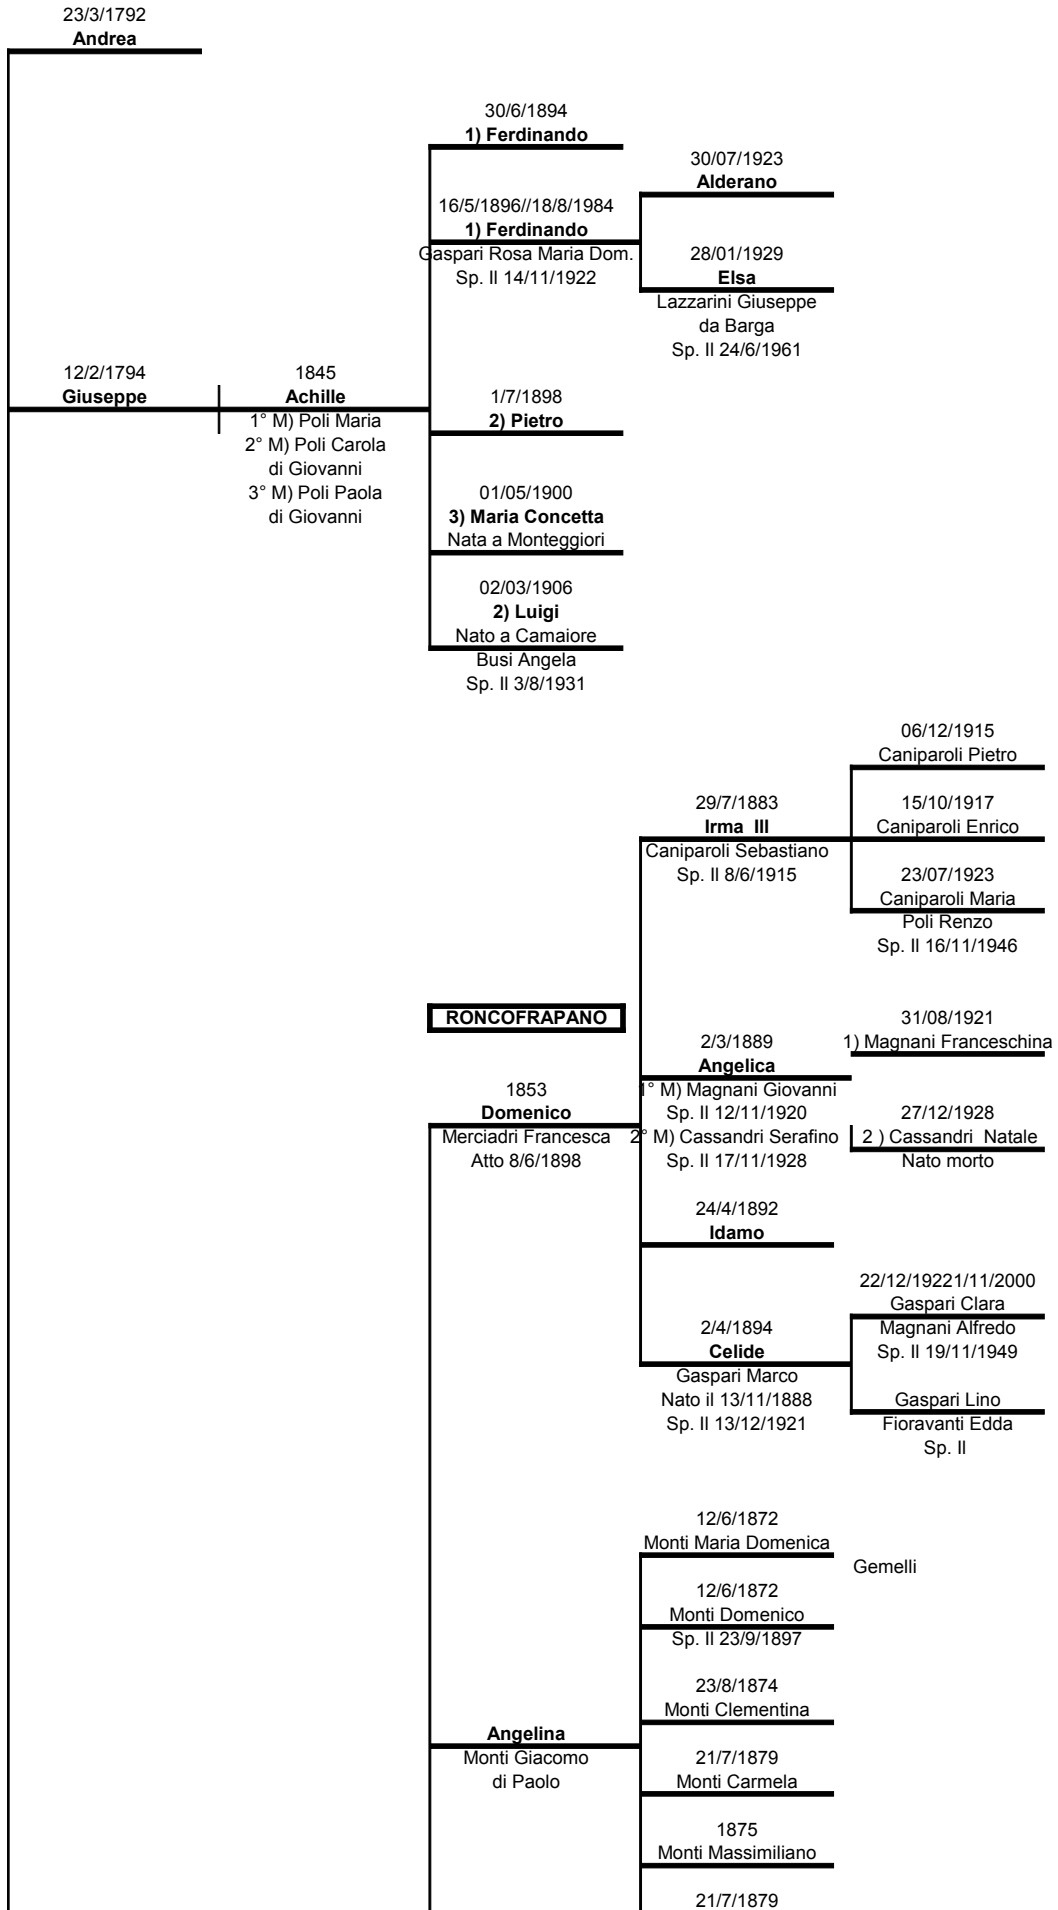 23/3/1792
Andrea
30/6/1894
1) Ferdinando
30/07/1923
Alderano
16/5/1896//18/8/1984
1) Ferdinando
Gaspari Rosa Maria Dom.
Sp. Il 14/11/1922
28/01/1929
Elsa
Lazzarini Giuseppe
da Barga
Sp. Il 24/6/1961
12/2/1794
Giuseppe
1845
Achille
1° M) Poli Maria
2° M) Poli Carola
di Giovanni
3° M) Poli Paola
di Giovanni
1/7/1898
2) Pietro
01/05/1900
3) Maria Concetta
Nata a Monteggiori
02/03/1906
2) Luigi
Nato a Camaiore
Busi Angela
Sp. Il 3/8/1931
06/12/1915
Caniparoli Pietro
29/7/1883
Irma III
Caniparoli Sebastiano
Sp. Il 8/6/1915
15/10/1917
Caniparoli Enrico
23/07/1923
Caniparoli Maria
Poli Renzo
Sp. Il 16/11/1946
RONCOFRAPANO
31/08/1921
1) Magnani Franceschina
2/3/1889
Angelica
1° M) Magnani Giovanni
Sp. Il 12/11/1920
2° M) Cassandri Serafino
Sp. Il 17/11/1928
1853
Domenico
Merciadri Francesca
Atto 8/6/1898
27/12/1928
2 ) Cassandri Natale
Nato morto
24/4/1892
Idamo
22/12/19221/11/2000
Gaspari Clara
Magnani Alfredo
Sp. Il 19/11/1949
2/4/1894
Celide
Gaspari Marco
Nato il 13/11/1888
Sp. Il 13/12/1921
Gaspari Lino
Fioravanti Edda
Sp. Il
12/6/1872
Monti Maria Domenica
Gemelli
12/6/1872
Monti Domenico
Sp. Il 23/9/1897
23/8/1874
Monti Clementina
Angelina
Monti Giacomo
di Paolo
21/7/1879
Monti Carmela
1875
Monti Massimiliano
21/7/1879